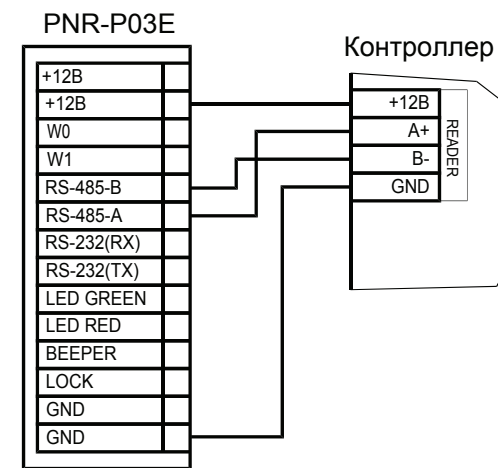 PNR-P03E
+12В
+12В
W0
W1
RS-485-B
RS-485-A
RS-232(RX)
RS-232(TX)
LED GREEN
LED RED
BEEPER
LOCK
GND
GND
Контроллер
+12В
A+
B-
GND
READER